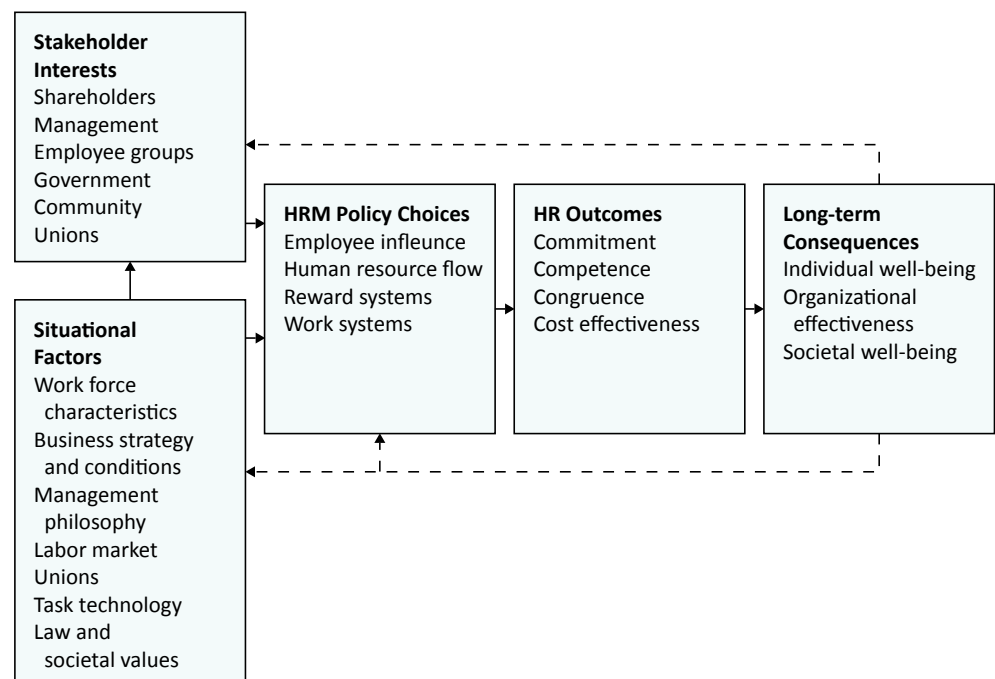 Stakeholder
Interests
Shareholders
Management
Employee groups
Government
Community
Unions
Situational
Factors
Work force
characteristics
Business strategy
and conditions
Management
philosophy
Labor market
Unions
Task technology
Law and
societal values
HRM Policy Choices
Employee infleunce
Human resource flow
Reward systems
Work systems
HR Outcomes
Commitment
Competence
Congruence
Cost effectiveness
Long-term
Consequences
Individual well-being
Organizational
effectiveness
Societal well-being